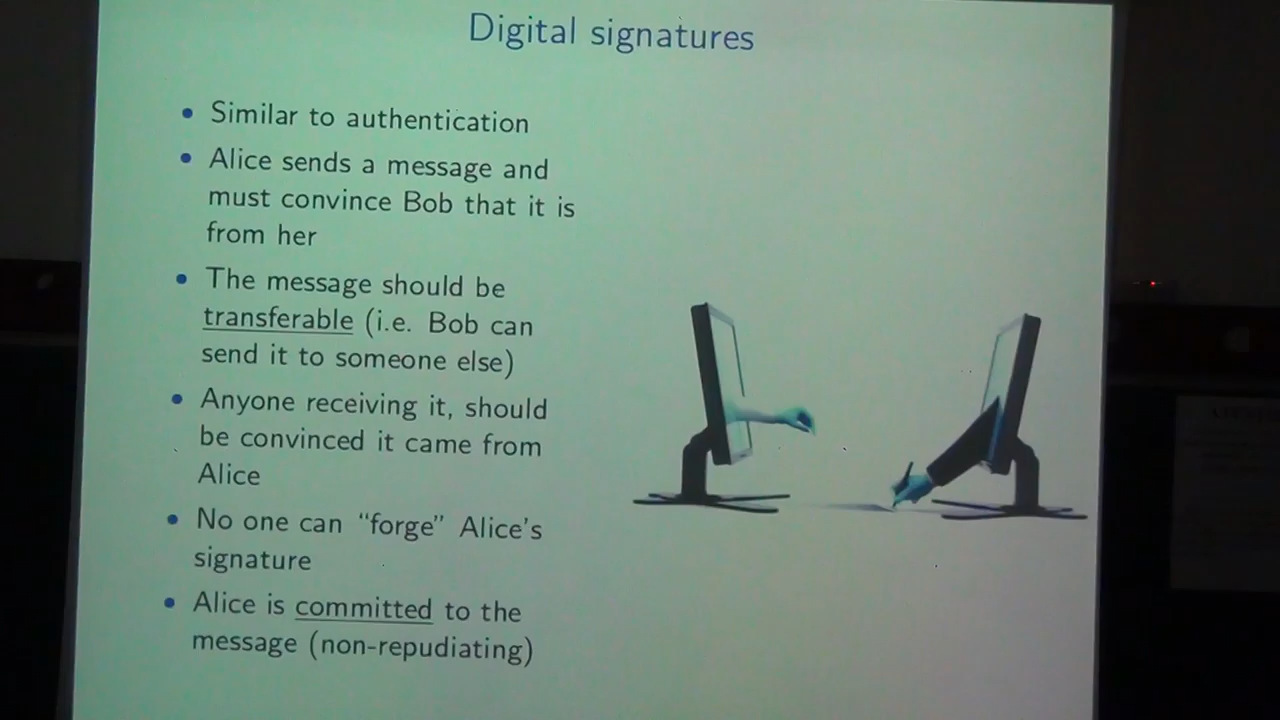 Digital signatures
• Similar to authentication
• Alice sends a message and
must convince Bob that it is
from her
• The message should be
transferable (i.e. Bob can
send it to someone else)
• Anyone receiving it, should
be convinced it came from
Alice
• No one can “forge” Alice’s
signature
• Alice is committed to the
message (non-repudiating)